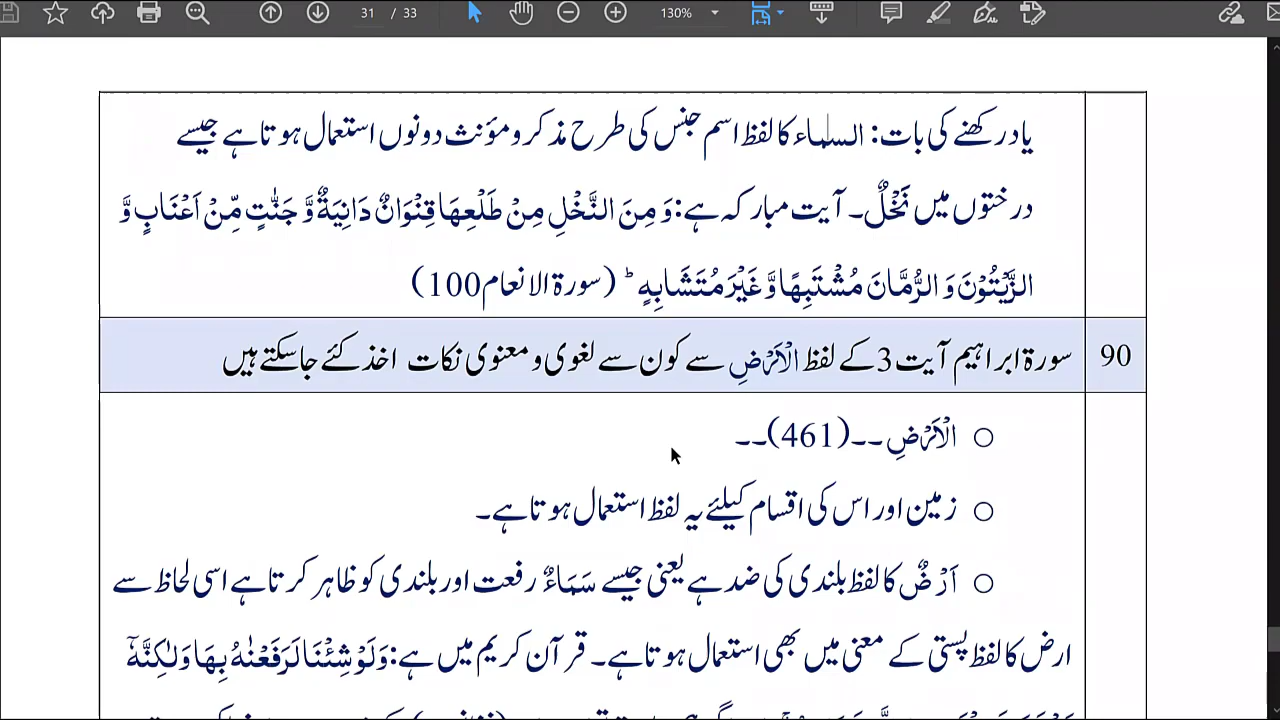 31 / 33
130%
یاد رکھنے کی بات: السماء کا لفظ اسم جنس کی طرح مذکر ومؤنث دونوں استعمال ہوتا ہے جیسے
درختوں میں نَخْلٌ۔ آیت مبارکہ ہے: وَ مِنَ النَّخْلِ مِنْ طَلْعِهَا قِنْوَانٌ دَانِيَةٌ وَّ جَنّٰتٍ مِّنْ اَعْنَابٍ وَّ
الزَّيْتُوْنَ وَ الرُّمَّانَ مُشْتَبِهًا وَّ غَيْرَ مُتَشَابِهٍ ؕ (سورۃ الانعام 100)
90 سورۃ ابراہیم آیت 3 کے لفظ الْاَرْضِ سے کون سے لغوی و معنوی نکات اخذ کئے جاسکتے ہیں
○ الْاَرْضِ ۔۔(461)۔۔
○ زمین اور اس کی اقسام کیلئے یہ لفظ استعمال ہوتا ہے۔
○ اَرْضٌ کا لفظ بلندی کی ضد ہے یعنی جیسے سَمَاءٌ رفعت اور بلندی کو ظاہر کرتا ہے اسی لحاظ سے
ارض کا لفظ پستی کے معنی میں بھی استعمال ہوتا ہے۔ قرآن کریم میں ہے: وَلَوْ شِئْنَا لَرَفَعْنٰهُ بِهَا وَلٰكِنَّهٗٓ